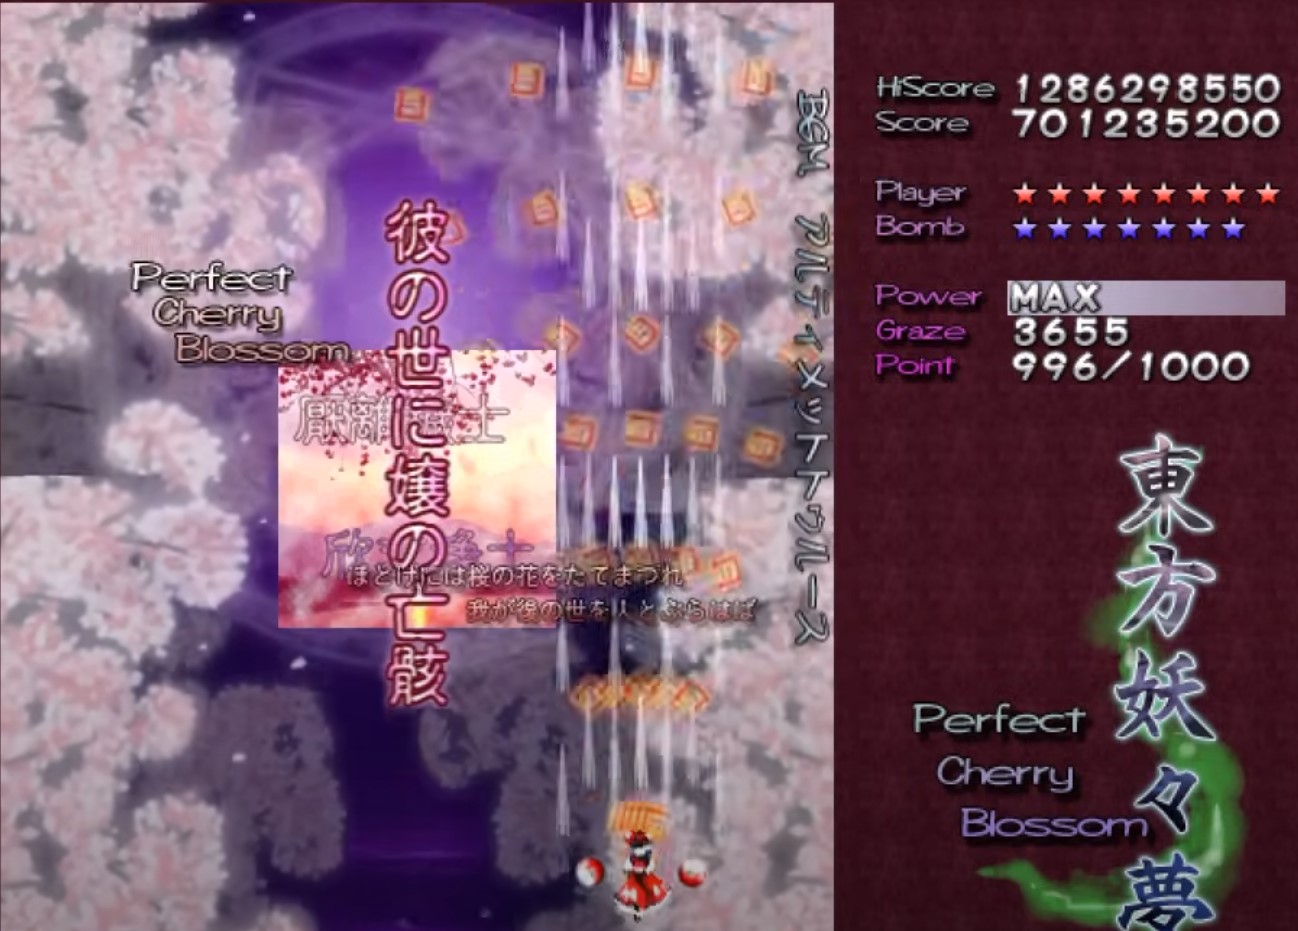 HiScore 1286298550
Score 701235200
Player
Bomb
Power MAX
Graze 3655
Point 996/1000
BGM アルティメットトゥルース
彼の世に嬢の亡骸
Perfect
Cherry
Blossom
ほとけには桜の花をたてまつれ
我が後の世を人とぶらはば
東方妖々夢
Perfect
Cherry
Blossom